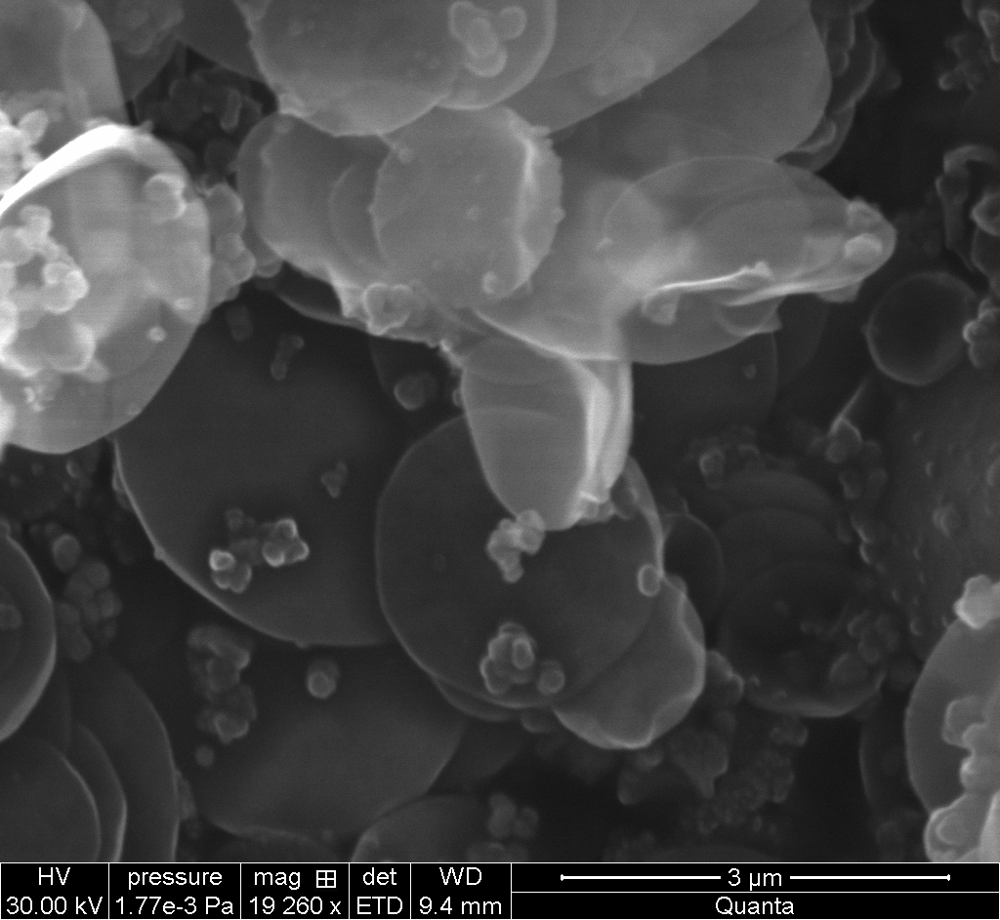 HV pressure mag det WD 3 µm
30.00 kV 1.77e-3 Pa 19 260 x ETD 9.4 mm Quanta